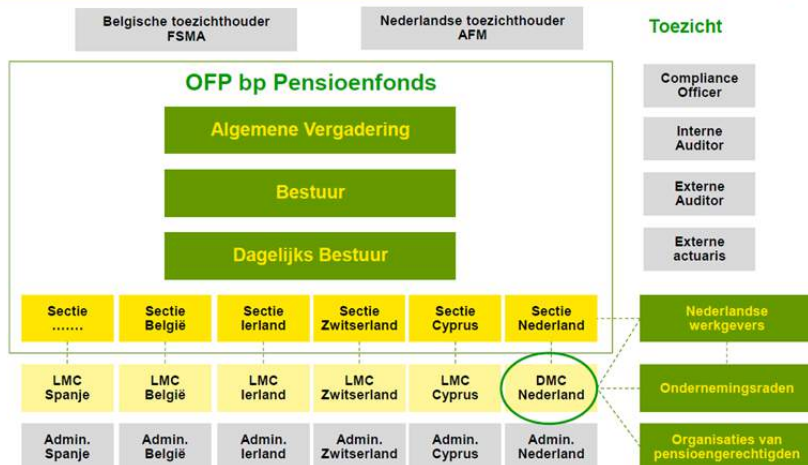 Belgische toezichthouder
FSMA
Nederlandse toezichthouder
AFM
Toezicht
OFP bp Pensioenfonds
Compliance
Officer
Algemene Vergadering
Interne
Auditor
Bestuur
Externe
Auditor
Dagelijks Bestuur
Externe
actuaris
Sectie
.......
Sectie
België
Sectie
Ierland
Sectie
Zwitserland
Sectie
Cyprus
Sectie
Nederland
Nederlandse
werkgevers
LMC
Spanje
LMC
België
LMC
Ierland
LMC
Zwitserland
LMC
Cyprus
DMC
Nederland
Ondernemingsraden
Admin.
Spanje
Admin.
België
Admin.
Ierland
Admin.
Zwitserland
Admin.
Cyprus
Admin.
Nederland
Organisaties van
pensioengerechtigden